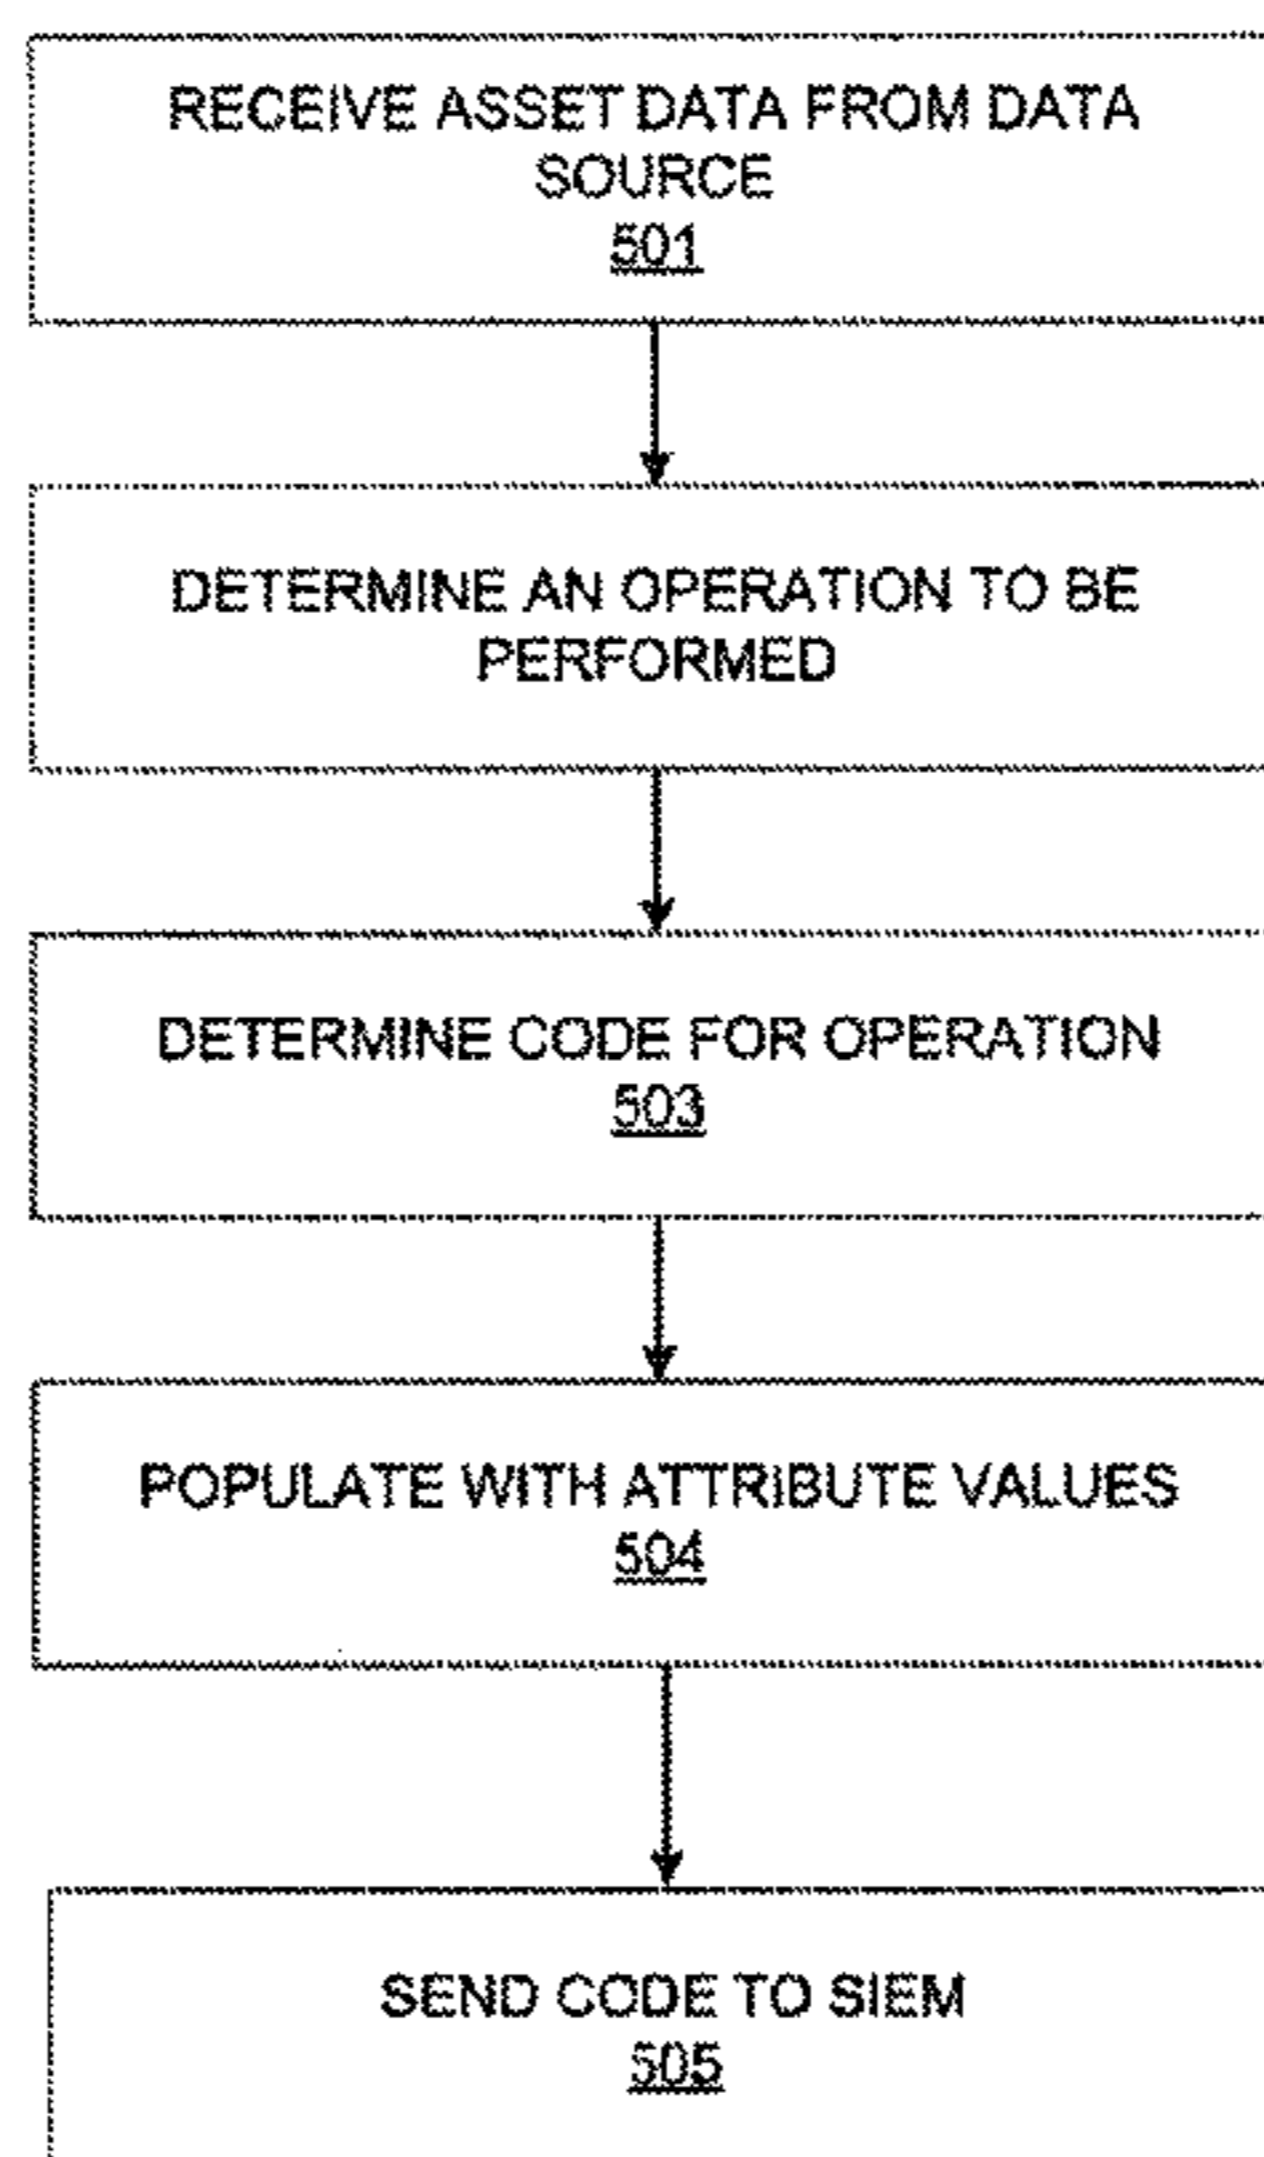 RECEIVE ASSET DATA FROM DATA
SOURCE
501
DETERMINE AN OPERATION TO BE
PERFORMED
DETERMINE CODE FOR OPERATION
503
POPULATE WITH ATTRIBUTE VALUES
504
SEND CODE TO SIEM
505